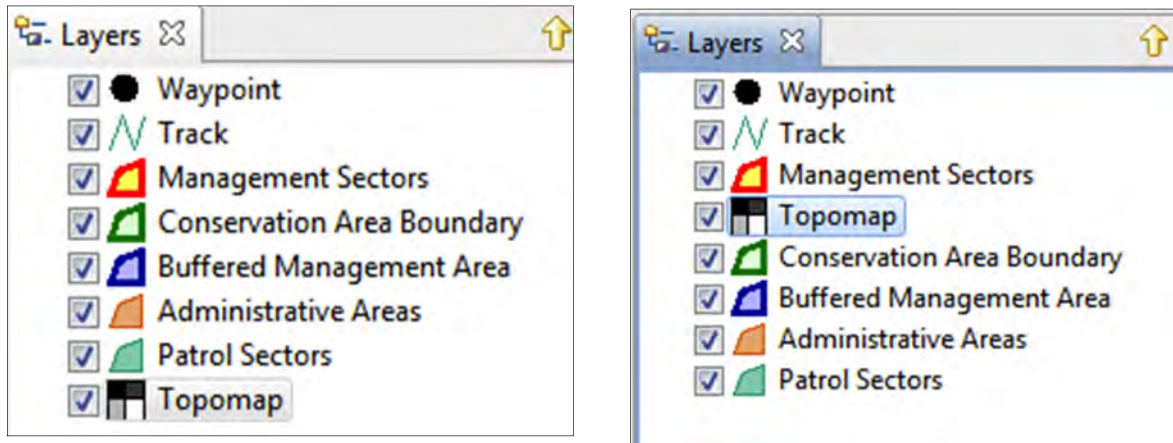 Layers
Waypoint
Track
Management Sectors
Conservation Area Boundary
Buffered Management Area
Administrative Areas
Patrol Sectors
Topomap
Layers
Waypoint
Track
Management Sectors
Topomap
Conservation Area Boundary
Buffered Management Area
Administrative Areas
Patrol Sectors